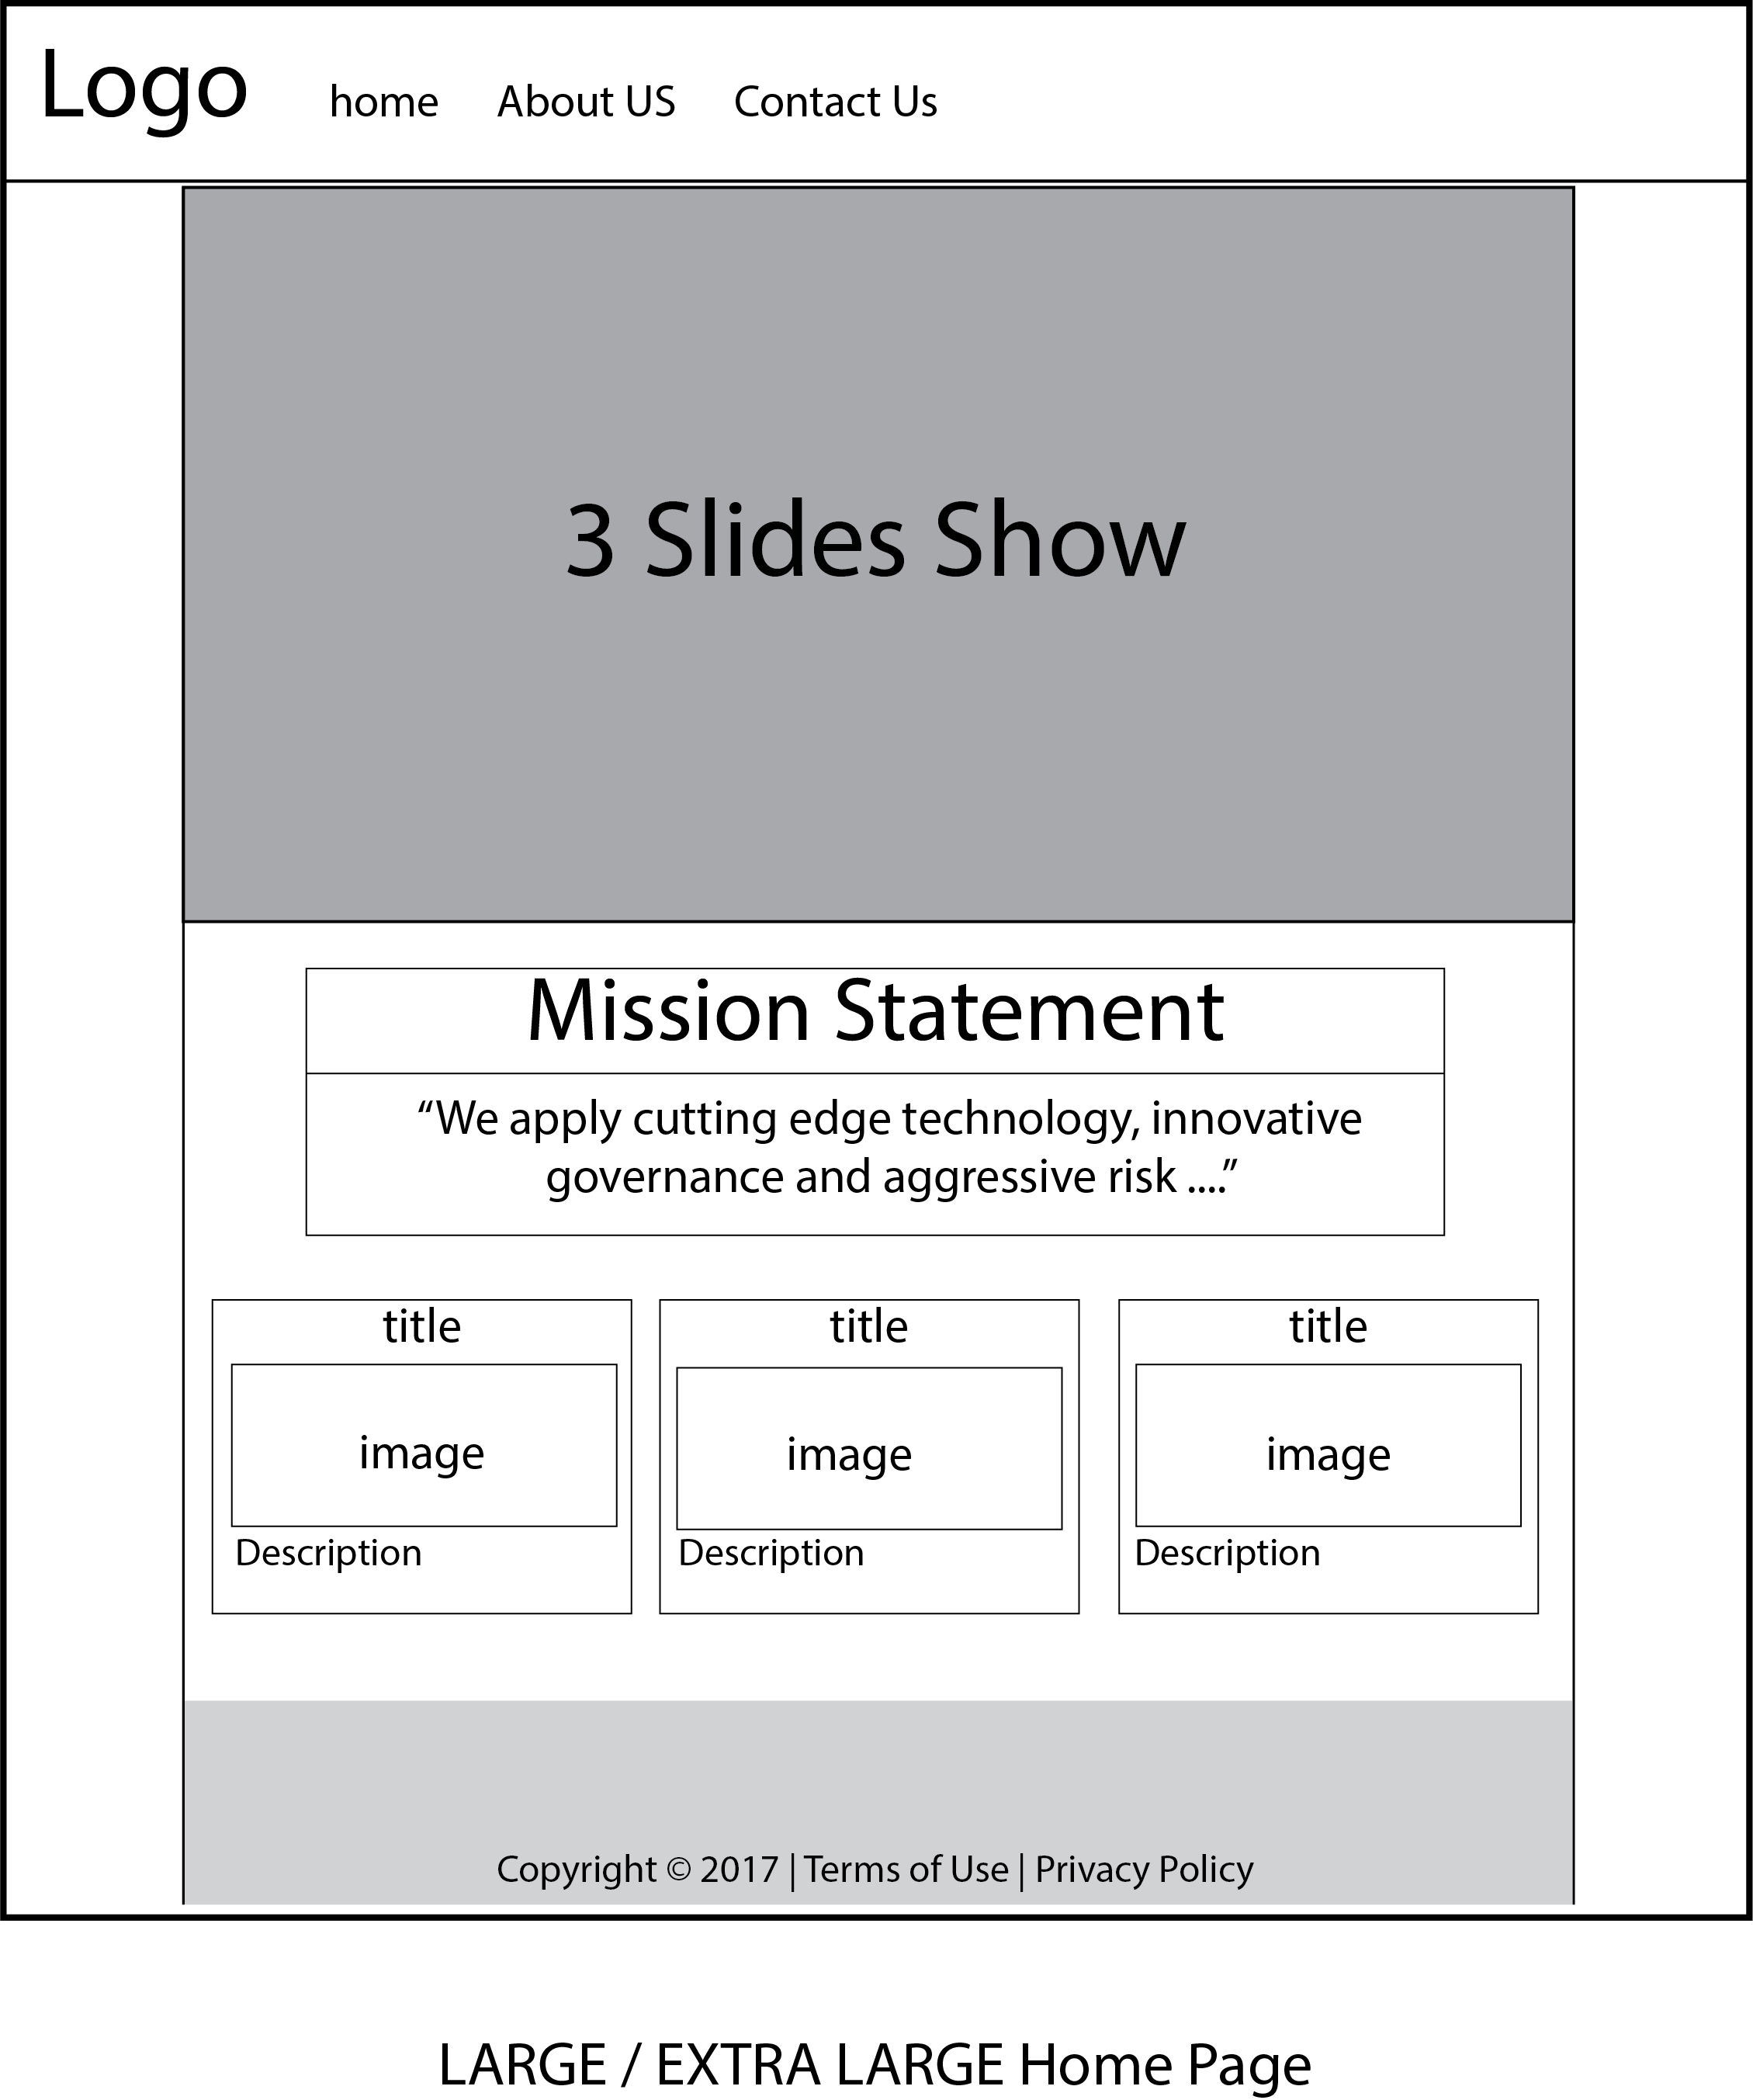 Logo
home About US Contact Us
3 Slides Show
Mission Statement
“We apply cutting edge technology, innovative
governance and aggressive risk ....”
title title title
image image image
Description Description Description
Copyright © 2017 | Terms of Use | Privacy Policy
LARGE / EXTRA LARGE Home Page